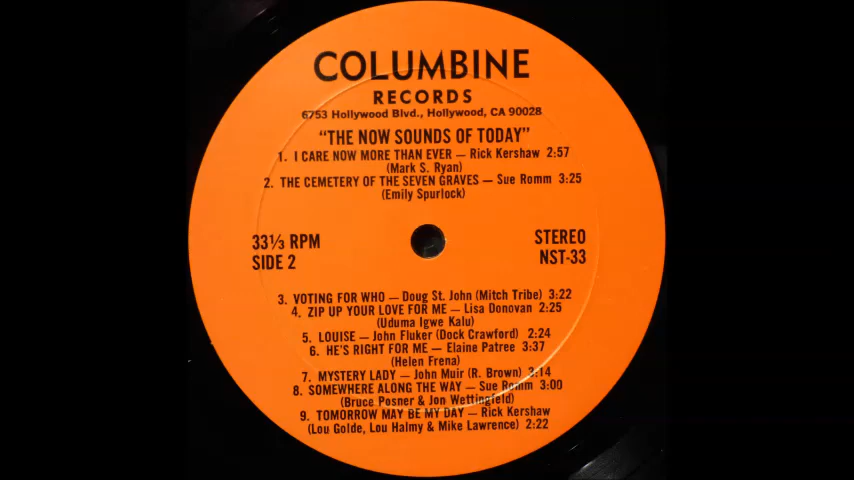 COLUMBINE
RECORDS
6753 Hollywood Blvd., Hollywood, CA 90028
"THE NOW SOUNDS OF TODAY"
1. I CARE NOW MORE THAN EVER — Rick Kershaw 2:57
(Mark S. Ryan)
2. THE CEMETERY OF THE SEVEN GRAVES — Sue Romm 3:25
(Emily Spurlock)
33⅓ RPM
SIDE 2
STEREO
NST-33
3. VOTING FOR WHO — Doug St. John (Mitch Tribe) 3:22
4. ZIP UP YOUR LOVE FOR ME — Lisa Donovan 2:25
(Uduma Igwe Kalu)
5. LOUISE — John Fluker (Dock Crawford) 2:24
6. HE'S RIGHT FOR ME — Elaine Patree 3:37
(Helen Frena)
7. MYSTERY LADY — John Muir (R. Brown) 3:14
8. SOMEWHERE ALONG THE WAY — Sue Romm 3:00
(Bruce Posner & Jon Wettingfeld)
9. TOMORROW MAY BE MY DAY — Rick Kershaw
(Lou Golde, Lou Halmy & Mike Lawrence) 2:22